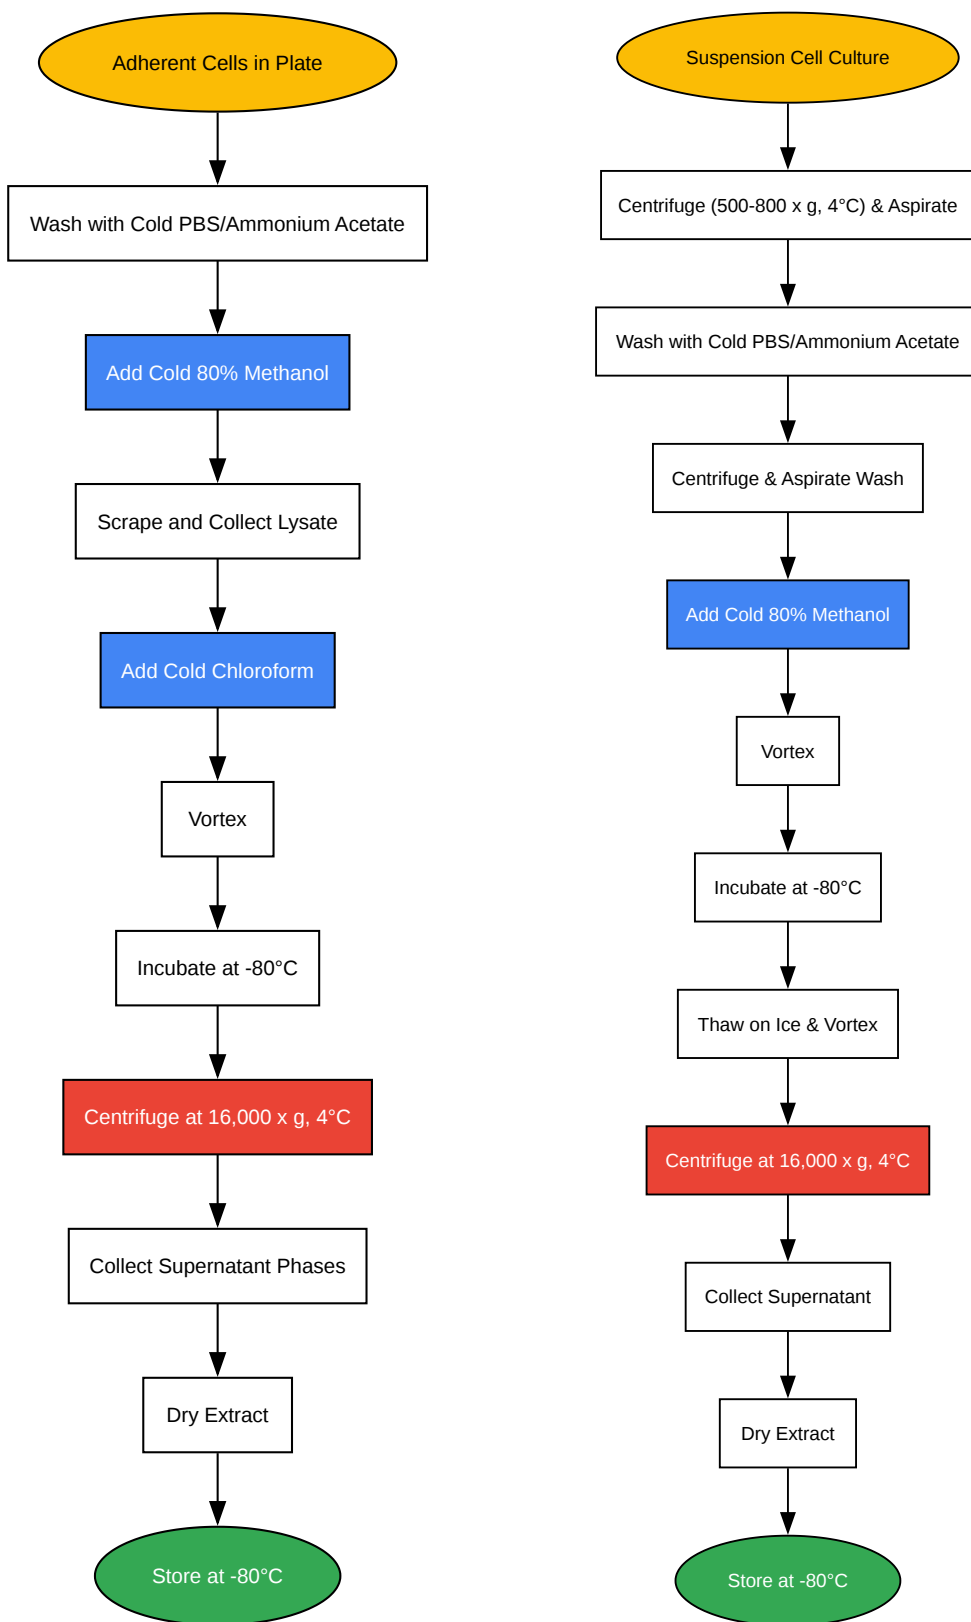 Adherent Cells in Plate
Wash with Cold PBS/Ammonium Acetate
Add Cold 80% Methanol
Scrape and Collect Lysate
Add Cold Chloroform
Vortex
Incubate at -80°C
Centrifuge at 16,000 x g, 4°C
Collect Supernatant Phases
Dry Extract
Store at -80°C
Suspension Cell Culture
Centrifuge (500-800 x g, 4°C) & Aspirate
Wash with Cold PBS/Ammonium Acetate
Centrifuge & Aspirate Wash
Add Cold 80% Methanol
Vortex
Incubate at -80°C
Thaw on Ice & Vortex
Centrifuge at 16,000 x g, 4°C
Collect Supernatant
Dry Extract
Store at -80°C